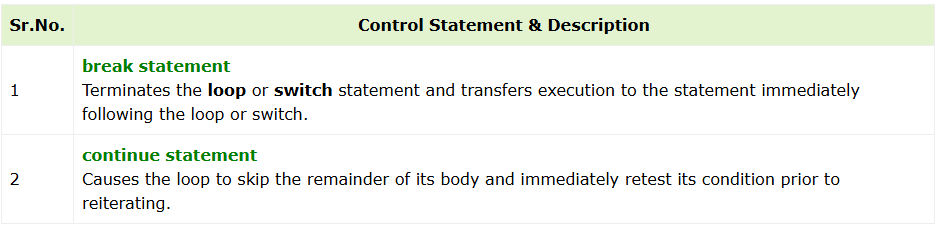 Sr.No. Control Statement & Description
break statement
1 Terminates the loop or switch statement and transfers execution to the statement immediately
following the loop or switch.
continue statement
2 Causes the loop to skip the remainder of its body and immediately retest its condition prior to
reiterating.